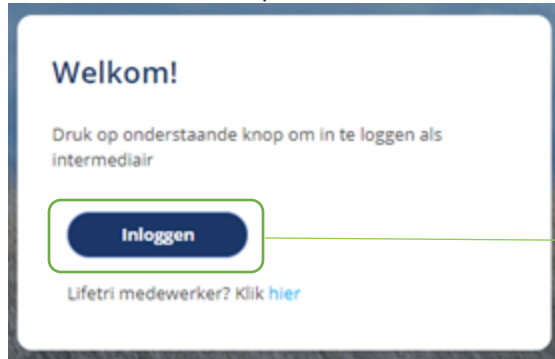 Welkom!
Druk op onderstaande knop om in te loggen als
intermediair
Inloggen
Lifetri medewerker? Klik hier